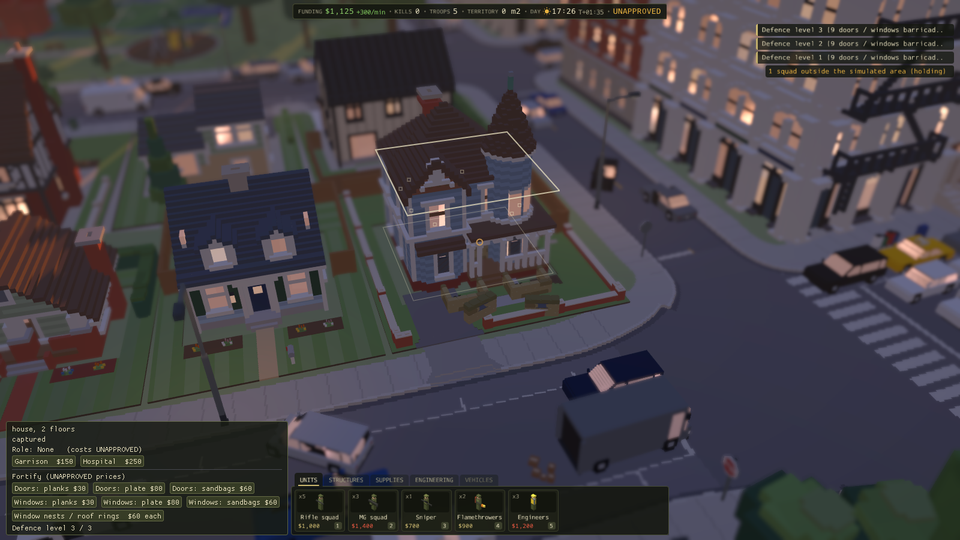 FUNDING $1,125 +300/min · KILLS 0 · TROOPS 5 · TERRITORY 0 m2 · DAY 17:26 T=01:35 · UNAPPROVED
Defence level 3 |9 doors / windows barricad..
Defence level 2 |9 doors / windows barricad..
Defence level 1 |9 doors / windows barricad..
1 squad outside the simulated area (holding)
house, 2 floors
captured
Role: None (costs UNAPPROVED)
Garrison $150 Hospital $250
Fortify (UNAPPROVED prices)
Doors: planks $30 Doors: plate $80 Doors: sandbags $60
Windows: planks $30 Windows: plate $80 Windows: sandbags $60
Window nests / roof rings $60 each
Defence level 3 / 3
UNITS STRUCTURES SUPPLIES ENGINEERING VEHICLES
x5 x3 x1 x2 x3
Rifle squad MG squad Sniper Flamethrowers Engineers
$1,000 1 $1,400 2 $700 3 $900 4 $1,200 5